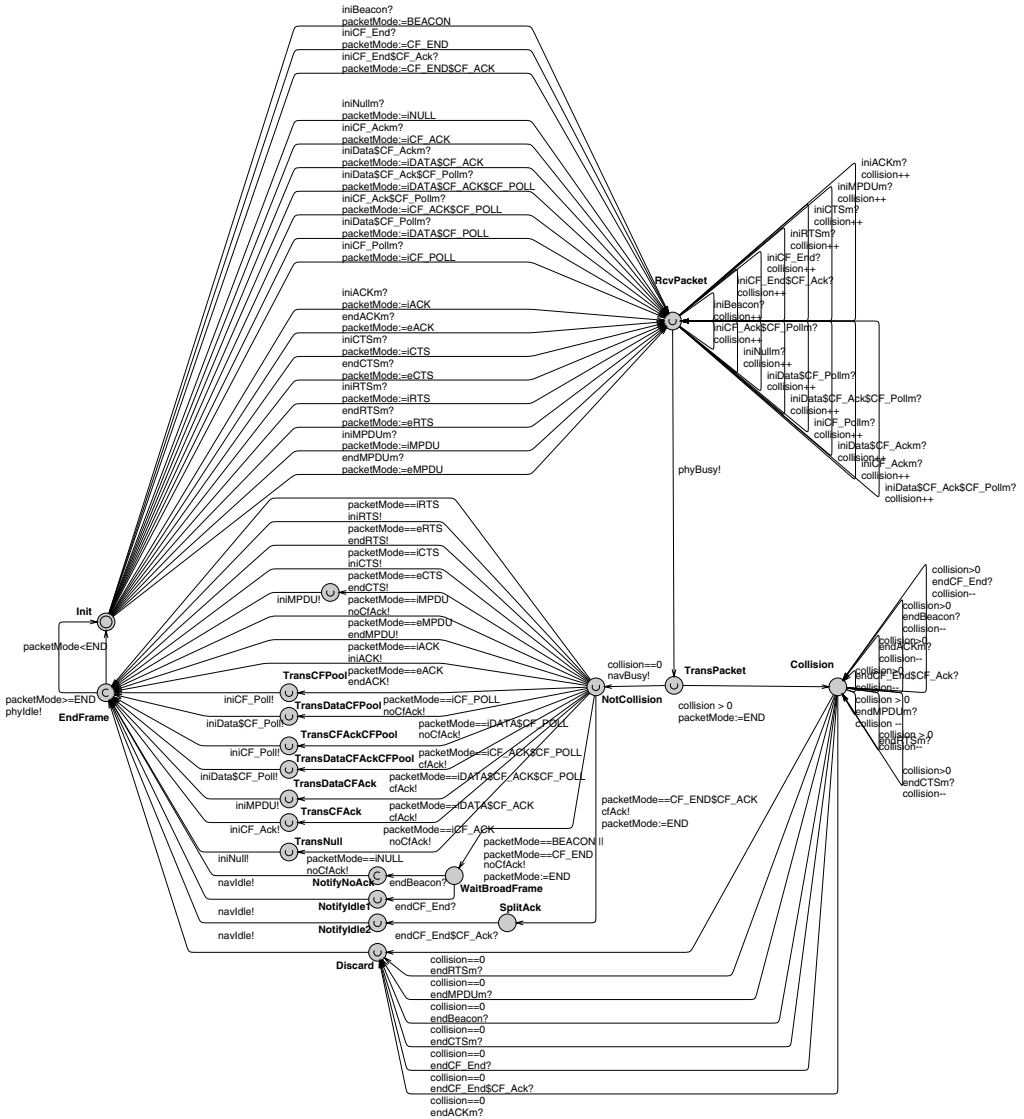 iniBeacon?
packetMode:=BEACON
iniCF_End?
packetMode:=CF_END
iniCF_End$CF_Ack?
packetMode:=CF_END$CF_ACK
iniNullm?
packetMode:=iNULL
iniCF_Ackm?
packetMode:=iCF_ACK
iniData$CF_Ackm?
packetMode:=iDATA$CF_ACK
iniData$CF_Ack$CF_Pollm?
packetMode:=iDATA$CF_ACK$CF_POLL
iniCF_Ack$CF_Pollm?
packetMode:=iCF_ACK$CF_POLL
iniData$CF_Pollm?
packetMode:=iDATA$CF_POLL
iniCF_Pollm?
packetMode:=iCF_POLL
iniACKm?
packetMode:=iACK
endACKm?
packetMode:=eACK
iniCTSm?
packetMode:=iCTS
endCTSm?
packetMode:=eCTS
iniRTSm?
packetMode:=iRTS
endRTSm?
packetMode:=eRTS
iniMPDUm?
packetMode:=iMPDU
endMPDUm?
packetMode:=eMPDU
RcvPacket
iniACKm?
collision++
iniMPDUm?
collision++
iniCTSm?
collision++
iniRTSm?
collision++
iniCF_End?
collision++
iniCF_End$CF_Ack?
collision++
iniBeacon?
collision++
iniCF_Ack$CF_Pollm?
collision++
iniNullm?
collision++
iniData$CF_Pollm?
collision++
iniData$CF_Ack$CF_Pollm?
collision++
iniCF_Pollm?
collision++
iniData$CF_Ackm?
collision++
iniCF_Ackm?
collision++
iniData$CF_Ack$CF_Pollm?
collision++
phyBusy!
packetMode==iRTS
iniRTS!
packetMode==eRTS
endRTS!
packetMode==iCTS
iniCTS!
packetMode==eCTS
endCTS!
iniMPDU!
packetMode==iMPDU
noCfAck!
packetMode==eMPDU
endMPDU!
packetMode==iACK
iniACK!
packetMode==eACK
endACK!
Init
packetMode<END
packetMode>=END
phyIdle!
EndFrame
TransCFPool
iniCF_Poll!
packetMode==iCF_POLL
noCfAck!
TransDataCFPool
iniData$CF_Poll!
packetMode==iDATA$CF_POLL
noCfAck!
TransCFAckCFPool
iniCF_Poll!
packetMode==iCF_ACK$CF_POLL
cfAck!
TransDataCFAckCFPool
iniData$CF_Poll!
packetMode==iDATA$CF_ACK$CF_POLL
cfAck!
TransDataCFAck
iniMPDU!
packetMode==iDATA$CF_ACK
cfAck!
TransCFAck
iniCF_Ack!
packetMode==iCF_ACK
noCfAck!
TransNull
iniNull!
packetMode==iNULL
noCfAck!
NotifyNoAck
endBeacon?
navIdle!
NotifyIdle1
endCF_End?
navIdle!
NotifyIdle2
endCF_End$CF_Ack?
navIdle!
Discard
collision==0
navBusy!
TransPacket
NotCollision
collision > 0
packetMode:=END
Collision
packetMode==CF_END$CF_ACK
cfAck!
packetMode:=END
packetMode==BEACON ||
packetMode==CF_END
noCfAck!
packetMode:=END
WaitBroadFrame
SplitAck
collision>0
endCF_End?
collision--
collision>0
endBeacon?
collision--
collision>0
endACKm?
collision--
collision>0
endCF_End$CF_Ack?
collision--
collision > 0
endMPDUm?
collision --
collision > 0
endRTSm?
collision--
collision>0
endCTSm?
collision--
collision==0
endRTSm?
collision==0
endMPDUm?
collision==0
endBeacon?
collision==0
endCTSm?
collision==0
endCF_End?
collision==0
endCF_End$CF_Ack?
collision==0
endACKm?